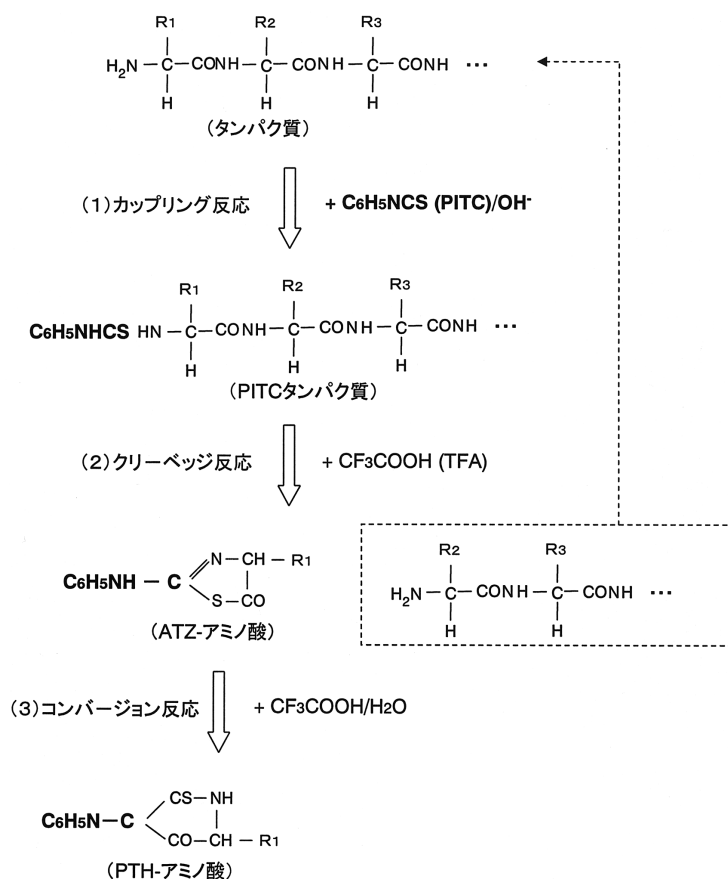 R1 R2 R3
H2N C CONH C CONH C CONH ...
H H H
(タンパク質)
(1)カップリング反応 + C6H5NCS (PITC)/OH-
R1 R2 R3
C6H5NHCS HN C CONH C CONH C CONH ...
H H H
(PITCタンパク質)
(2)クリーベッジ反応 + CF3COOH (TFA)
N CH R1
C6H5NH C
S CO
(ATZ-アミノ酸)
R2 R3
H2N C CONH C CONH ...
H H
(3)コンバージョン反応 + CF3COOH/H2O
CS NH
C6H5N C
CO CH R1
(PTH-アミノ酸)